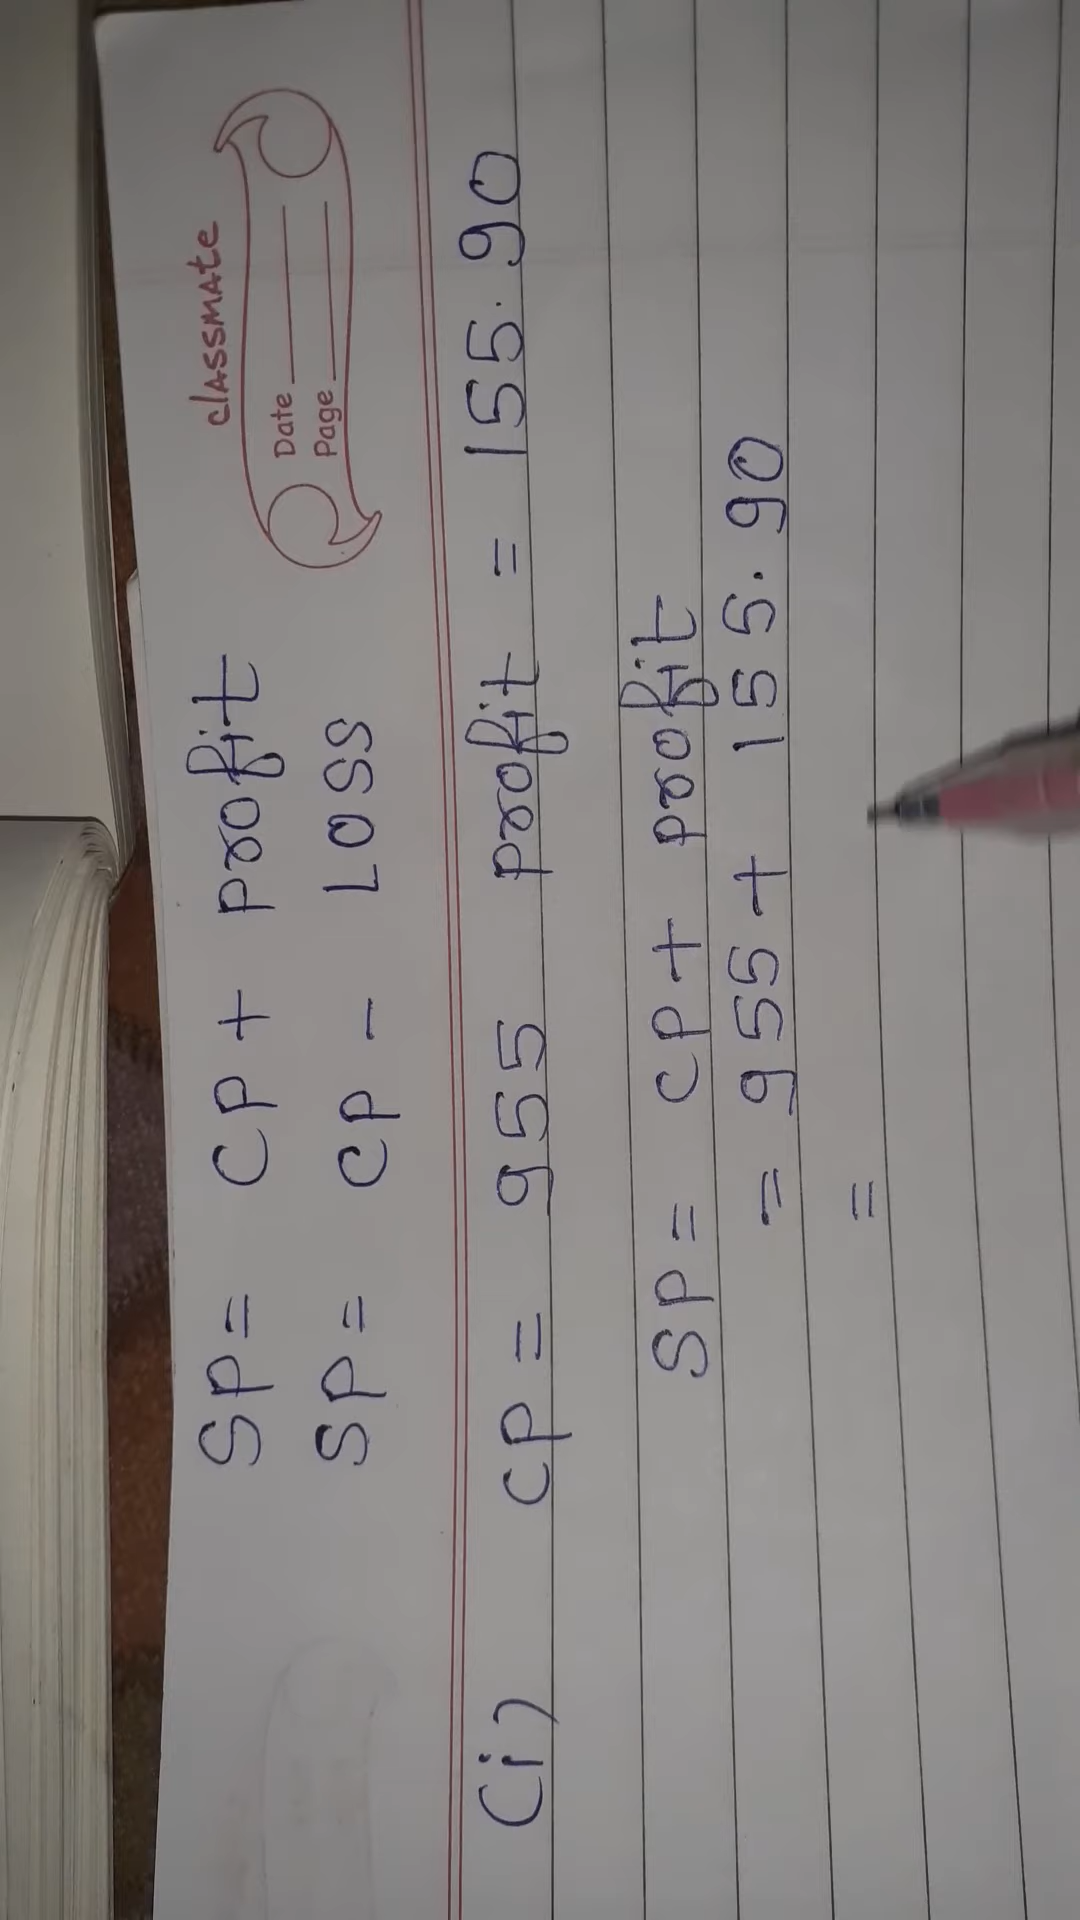 classmate
Date
Page
SP = CP + Profit
SP = CP - LOSS
(i) CP = 955 Profit = 155.90
SP = CP + Profit
= 955 + 155.90
=